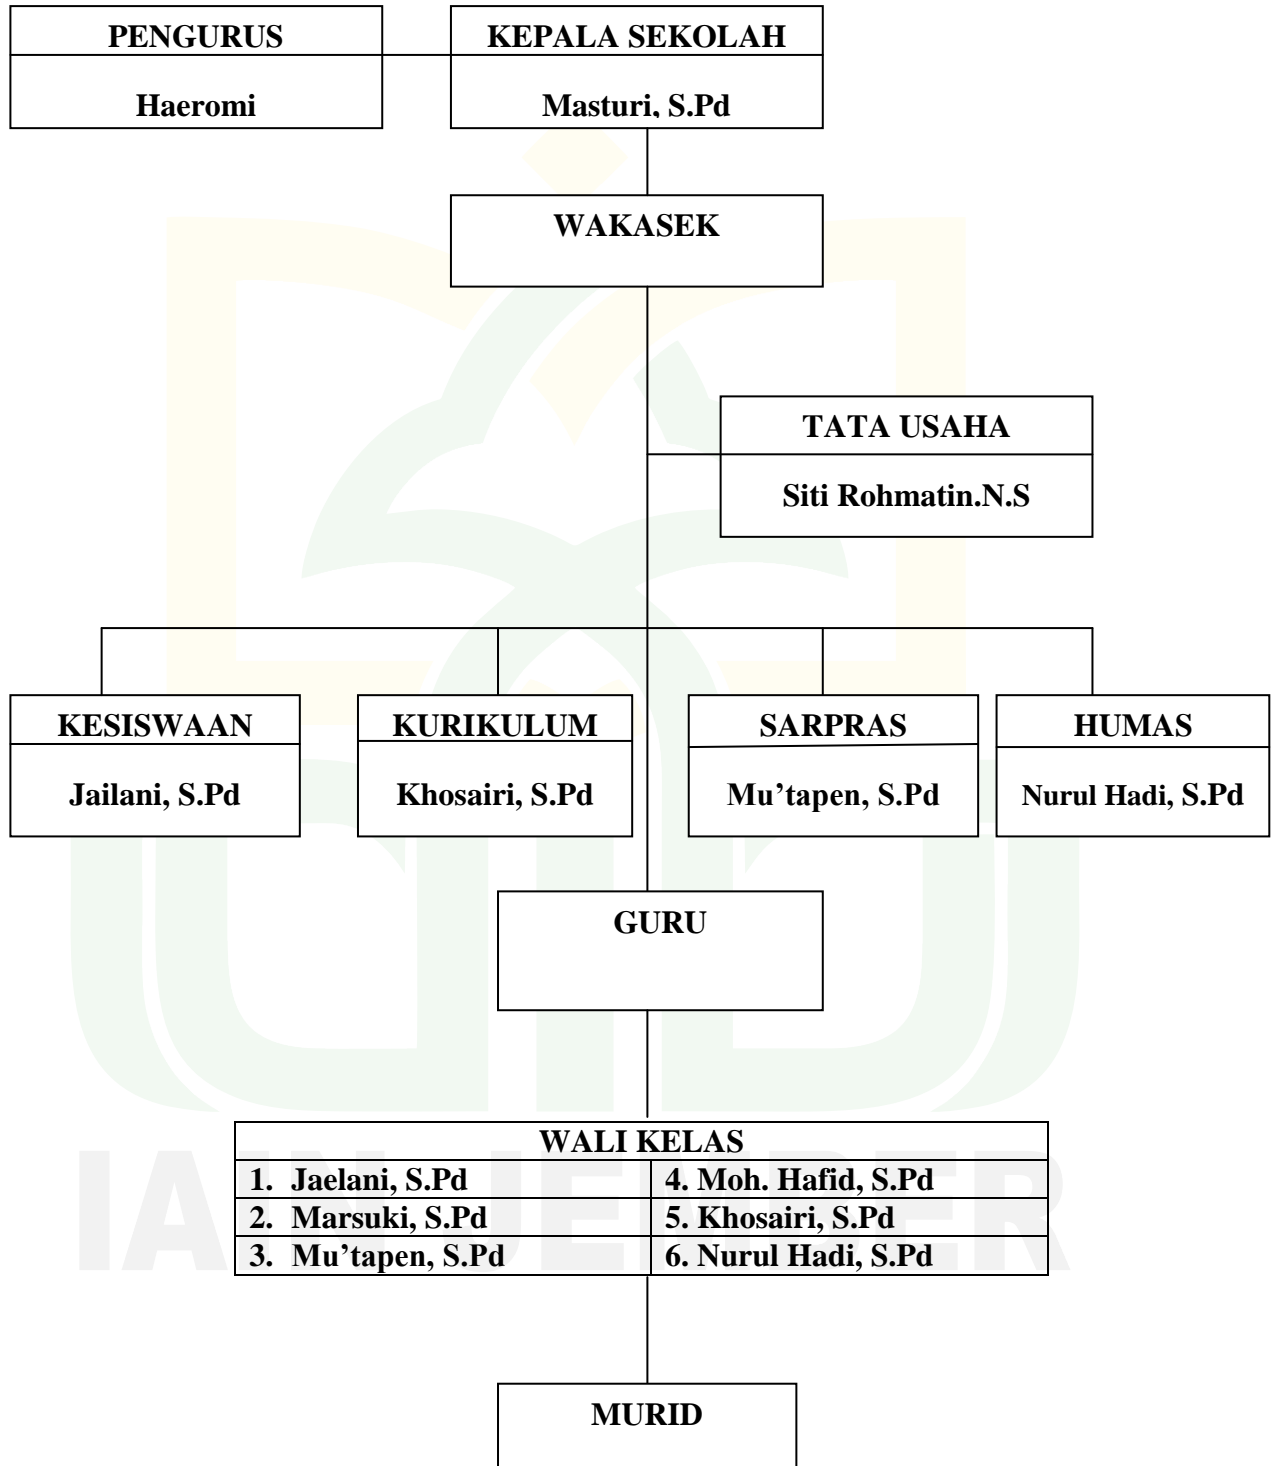 PENGURUS
Haeromi
KEPALA SEKOLAH
Masturi, S.Pd
WAKASEK
TATA USAHA
Siti Rohmatin.N.S
KESISWAAN
Jailani, S.Pd
KURIKULUM
Khosairi, S.Pd
SARPRAS
Mu’tapen, S.Pd
HUMAS
Nurul Hadi, S.Pd
GURU
WALI KELAS
1. Jaelani, S.Pd
4. Moh. Hafid, S.Pd
2. Marsuki, S.Pd
5. Khosairi, S.Pd
3. Mu’tapen, S.Pd
6. Nurul Hadi, S.Pd
IAIN JEMBER
MURID